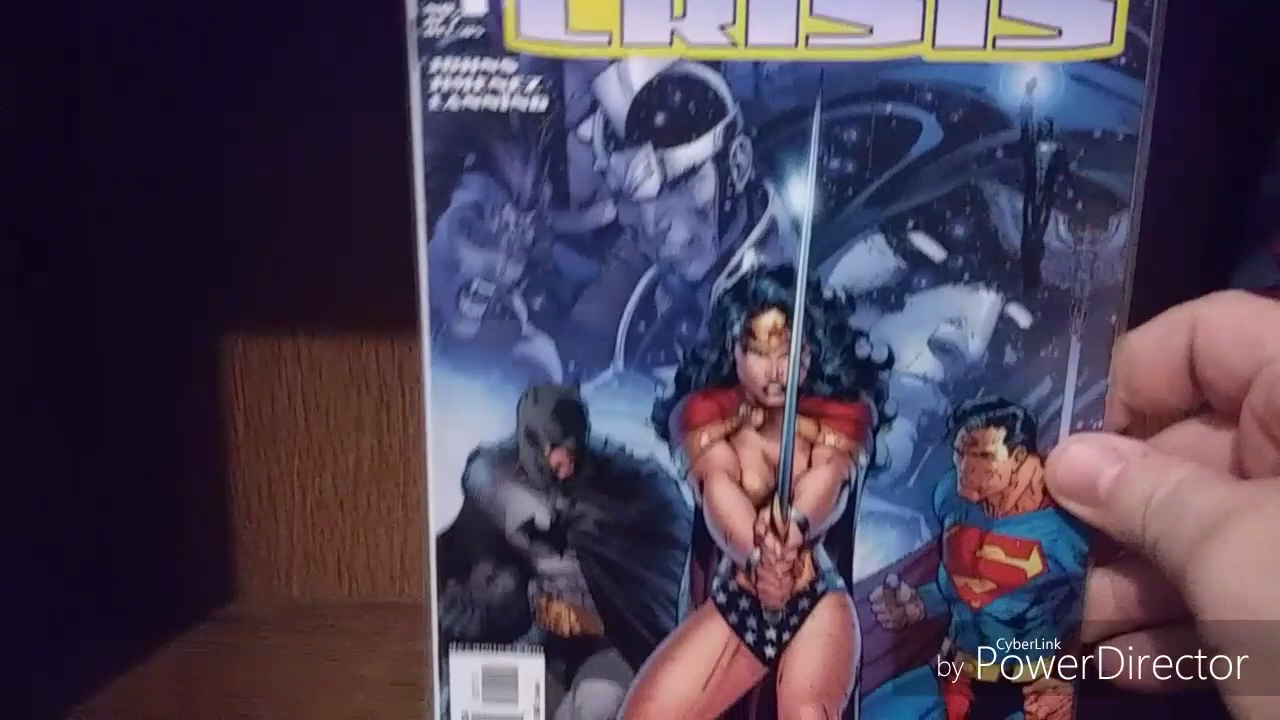 CRISIS
JOHNS
JIMENEZ
LANNING
CyberLink
by PowerDirector